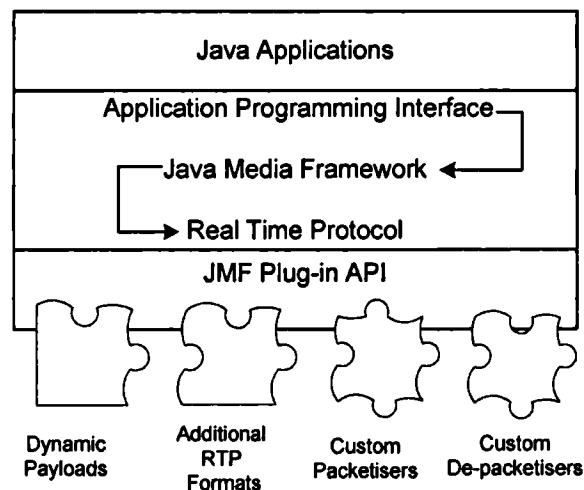 Java Applications
Application Programming Interface
Java Media Framework
Real Time Protocol
JMF Plug-in API
Dynamic
Payloads
Additional
RTP
Formats
Custom
Packetisers
Custom
De-packetisers